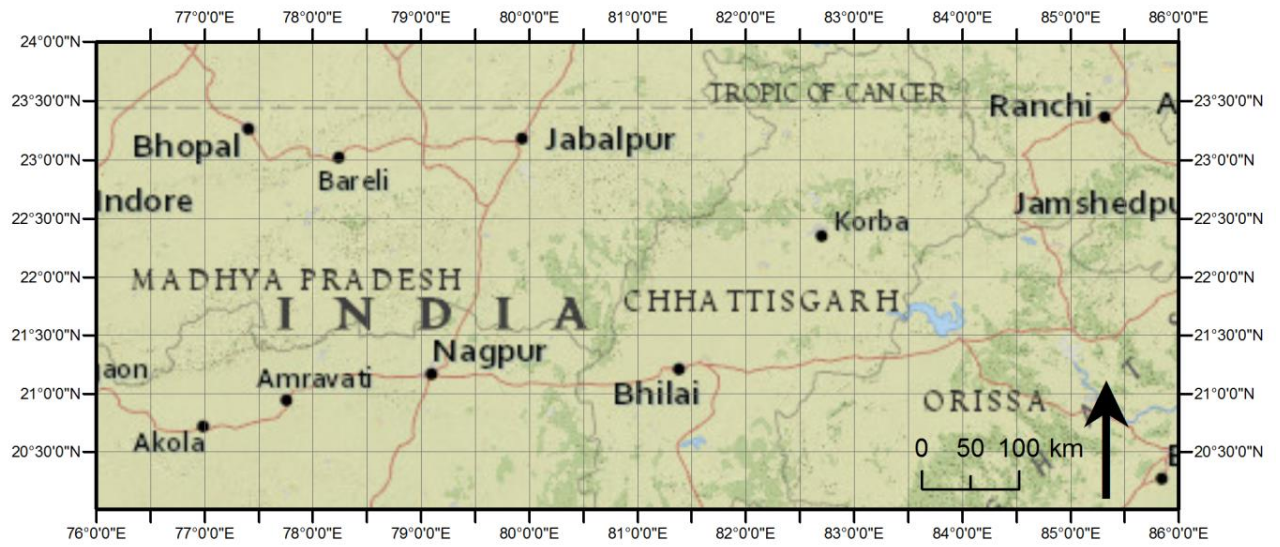 77°0'0"E 78°0'0"E 79°0'0"E 80°0'0"E 81°0'0"E 82°0'0"E 83°0'0"E 84°0'0"E 85°0'0"E 86°0'0"E
24°0'0"N
TROPIC OF CANCER
23°30'0"N Ranchi A 23°30'0"N
Bhopal Jabalpur
23°0'0"N 23°0'0"N
Bareli
Indore Jamshedpu
22°30'0"N Korba 22°30'0"N
22°0'0"N MADHYA PRADESH 22°0'0"N
CHHATTISGARH
INDIA
21°30'0"N 21°30'0"N
Nagpur
aon Amravati T
21°0'0"N Bhilai 21°0'0"N
ORISSA A
Akola
20°30'0"N 0 50 100 km 20°30'0"N
H
76°0'0"E 77°0'0"E 78°0'0"E 79°0'0"E 80°0'0"E 81°0'0"E 82°0'0"E 83°0'0"E 84°0'0"E 85°0'0"E 86°0'0"E